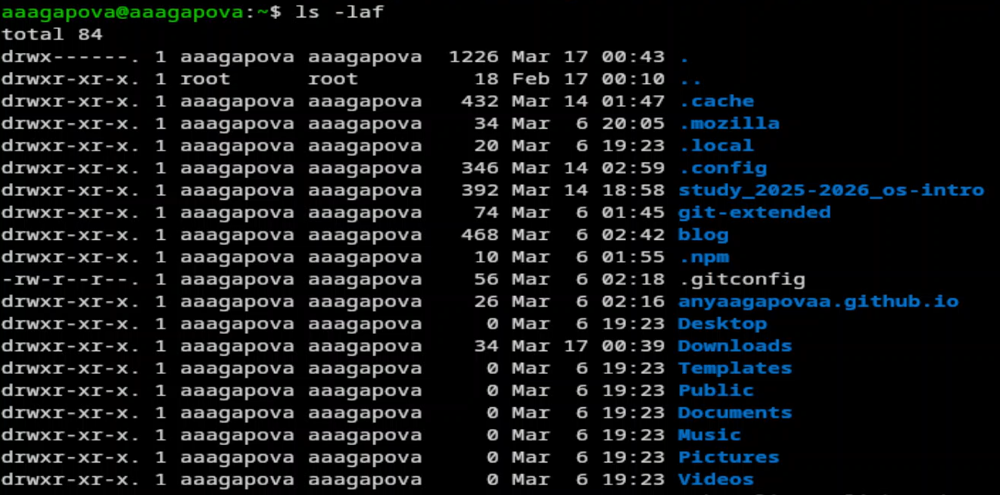 aaagapova@aaagapova:~$ ls -laf
total 84
drwx------. 1 aaagapova aaagapova  1226 Mar 17 00:43 .
drwxr-xr-x. 1 root      root         18 Feb 17 00:10 ..
drwxr-xr-x. 1 aaagapova aaagapova   432 Mar 14 01:47 .cache
drwxr-xr-x. 1 aaagapova aaagapova    34 Mar  6 20:05 .mozilla
drwxr-xr-x. 1 aaagapova aaagapova    20 Mar  6 19:23 .local
drwxr-xr-x. 1 aaagapova aaagapova   346 Mar 14 02:59 .config
drwxr-xr-x. 1 aaagapova aaagapova   392 Mar 14 18:58 study_2025-2026_os-intro
drwxr-xr-x. 1 aaagapova aaagapova    74 Mar  6 01:45 git-extended
drwxr-xr-x. 1 aaagapova aaagapova   468 Mar  6 02:42 blog
drwxr-xr-x. 1 aaagapova aaagapova    10 Mar  6 01:55 .npm
-rw-r--r--. 1 aaagapova aaagapova    56 Mar  6 02:18 .gitconfig
drwxr-xr-x. 1 aaagapova aaagapova    26 Mar  6 02:16 anyaagapovaa.github.io
drwxr-xr-x. 1 aaagapova aaagapova     0 Mar  6 19:23 Desktop
drwxr-xr-x. 1 aaagapova aaagapova    34 Mar 17 00:39 Downloads
drwxr-xr-x. 1 aaagapova aaagapova     0 Mar  6 19:23 Templates
drwxr-xr-x. 1 aaagapova aaagapova     0 Mar  6 19:23 Public
drwxr-xr-x. 1 aaagapova aaagapova     0 Mar  6 19:23 Documents
drwxr-xr-x. 1 aaagapova aaagapova     0 Mar  6 19:23 Music
drwxr-xr-x. 1 aaagapova aaagapova     0 Mar  6 19:23 Pictures
drwxr-xr-x. 1 aaagapova aaagapova     0 Mar  6 19:23 Videos